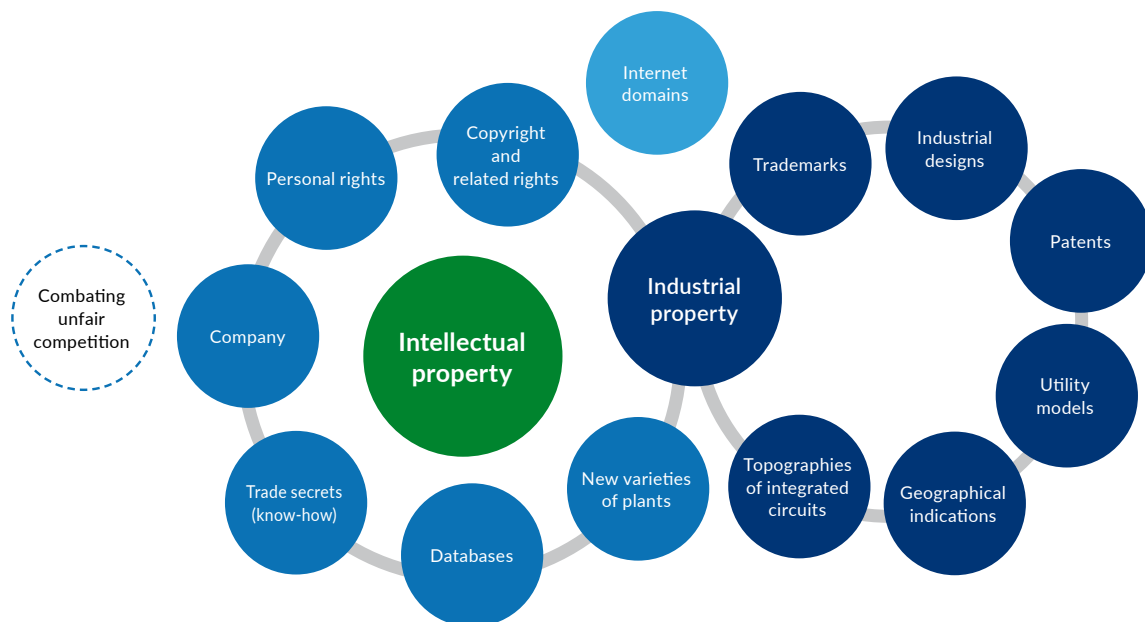 Internet
domains
Copyright
and
related rights
Personal rights
Trademarks
Industrial
designs
Patents
Combating
unfair
competition
Company
Intellectual
property
Industrial
property
Utility
models
Trade secrets
(know-how)
Databases
New varieties
of plants
Topographies
of integrated
circuits
Geographical
indications